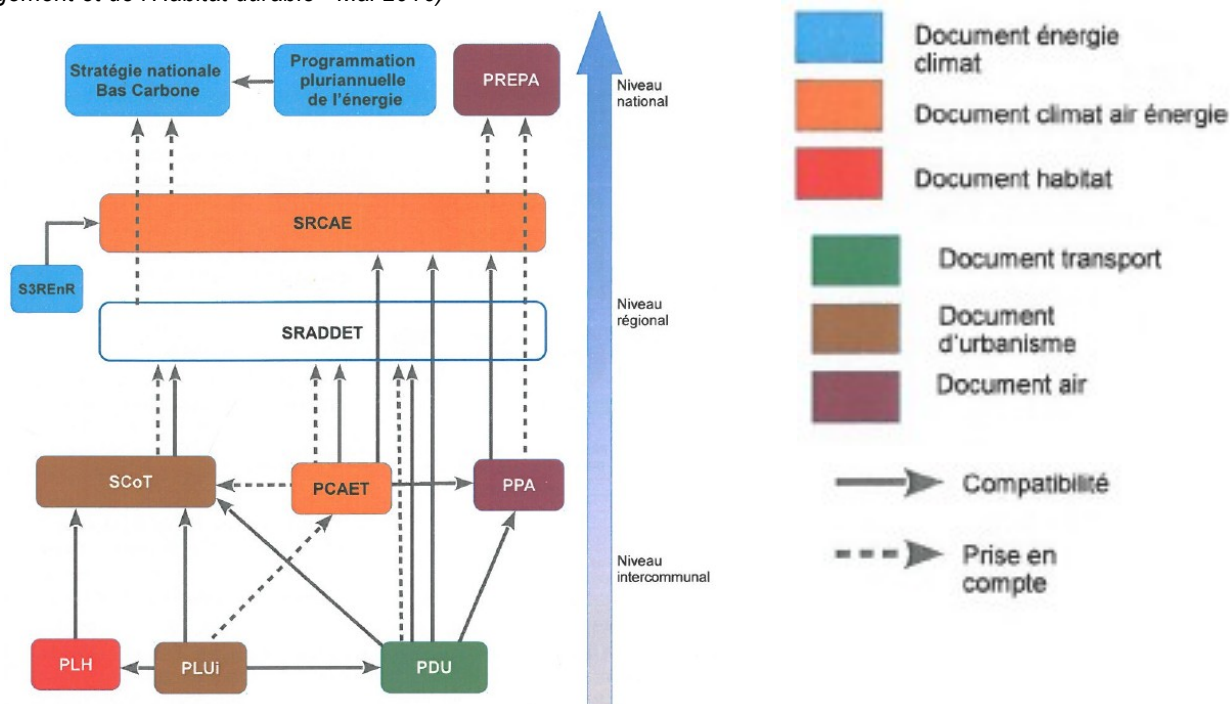 gement et de l'Habitat durable - Mai 2016)
Stratégie nationale
Bas Carbone
Programmation
pluriannuelle
de l'énergie
PREPA
Niveau
national
SRCAE
S3REnR
SRADDET
Niveau
régional
SCoT
PCAET
PPA
Niveau
intercommunal
PLH
PLUi
PDU
Document énergie
climat
Document climat air énergie
Document habitat
Document transport
Document
d'urbanisme
Document air
Compatibilité
Prise en
compte